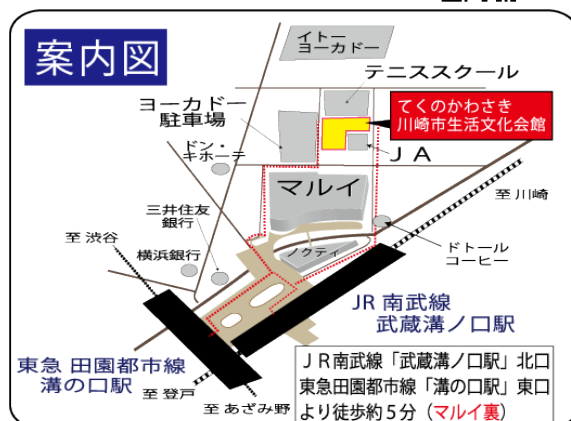 案内図
イトー
ヨーカドー
テニススクール
ヨーカドー
駐車場
てくのかわさき
川崎市生活文化会館
ドン・
キホーテ
ＪＡ
マルイ
至 川崎
三井住友
銀行
至 渋谷
横浜銀行
ノクティ
ドトール
コーヒー
JR 南武線
武蔵溝ノ口駅
東急 田園都市線
溝の口駅
至 登戸
至 あざみ野
ＪＲ南武線「武蔵溝ノ口駅」北口
東急田園都市線「溝の口駅」東口
より徒歩約５分（マルイ裏）